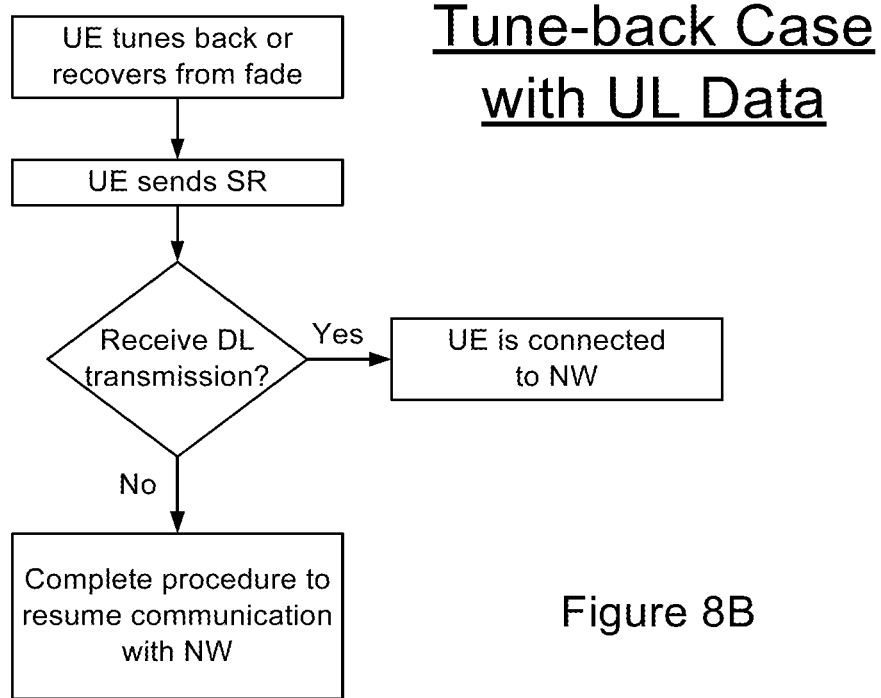 Tune-back Case
with UL Data
UE tunes back or
recovers from fade
UE sends SR
Receive DL
transmission?
Yes
UE is connected
to NW
No
Complete procedure to
resume communication
with NW
Figure 8B